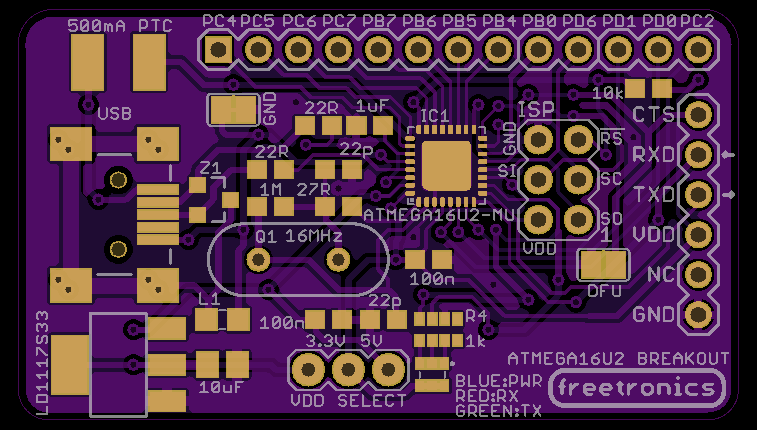 500mA PTC
PC4 PC5 PC6 PC7 PB7 PB6 PB5 PB4 PB0 PD6 PD1 PD0 PC2
10k
GND
USB
22R 1uF
IC1
ISP
CTS
GND
RS
22R 22p
RXD
Z1
SI
SC
1M 27R
TXD
ATMEGA16U2-MU
SO
1
Q1 16MHz
VDD
VDD
100n
NC
DFU
L1
22p
100n
R4
GND
LD1117S33
3.3V 5V
1k
ATMEGA16U2 BREAKOUT
10uF
BLUE:PWR
RED:RX
GREEN:TX
freetronics
VDD SELECT